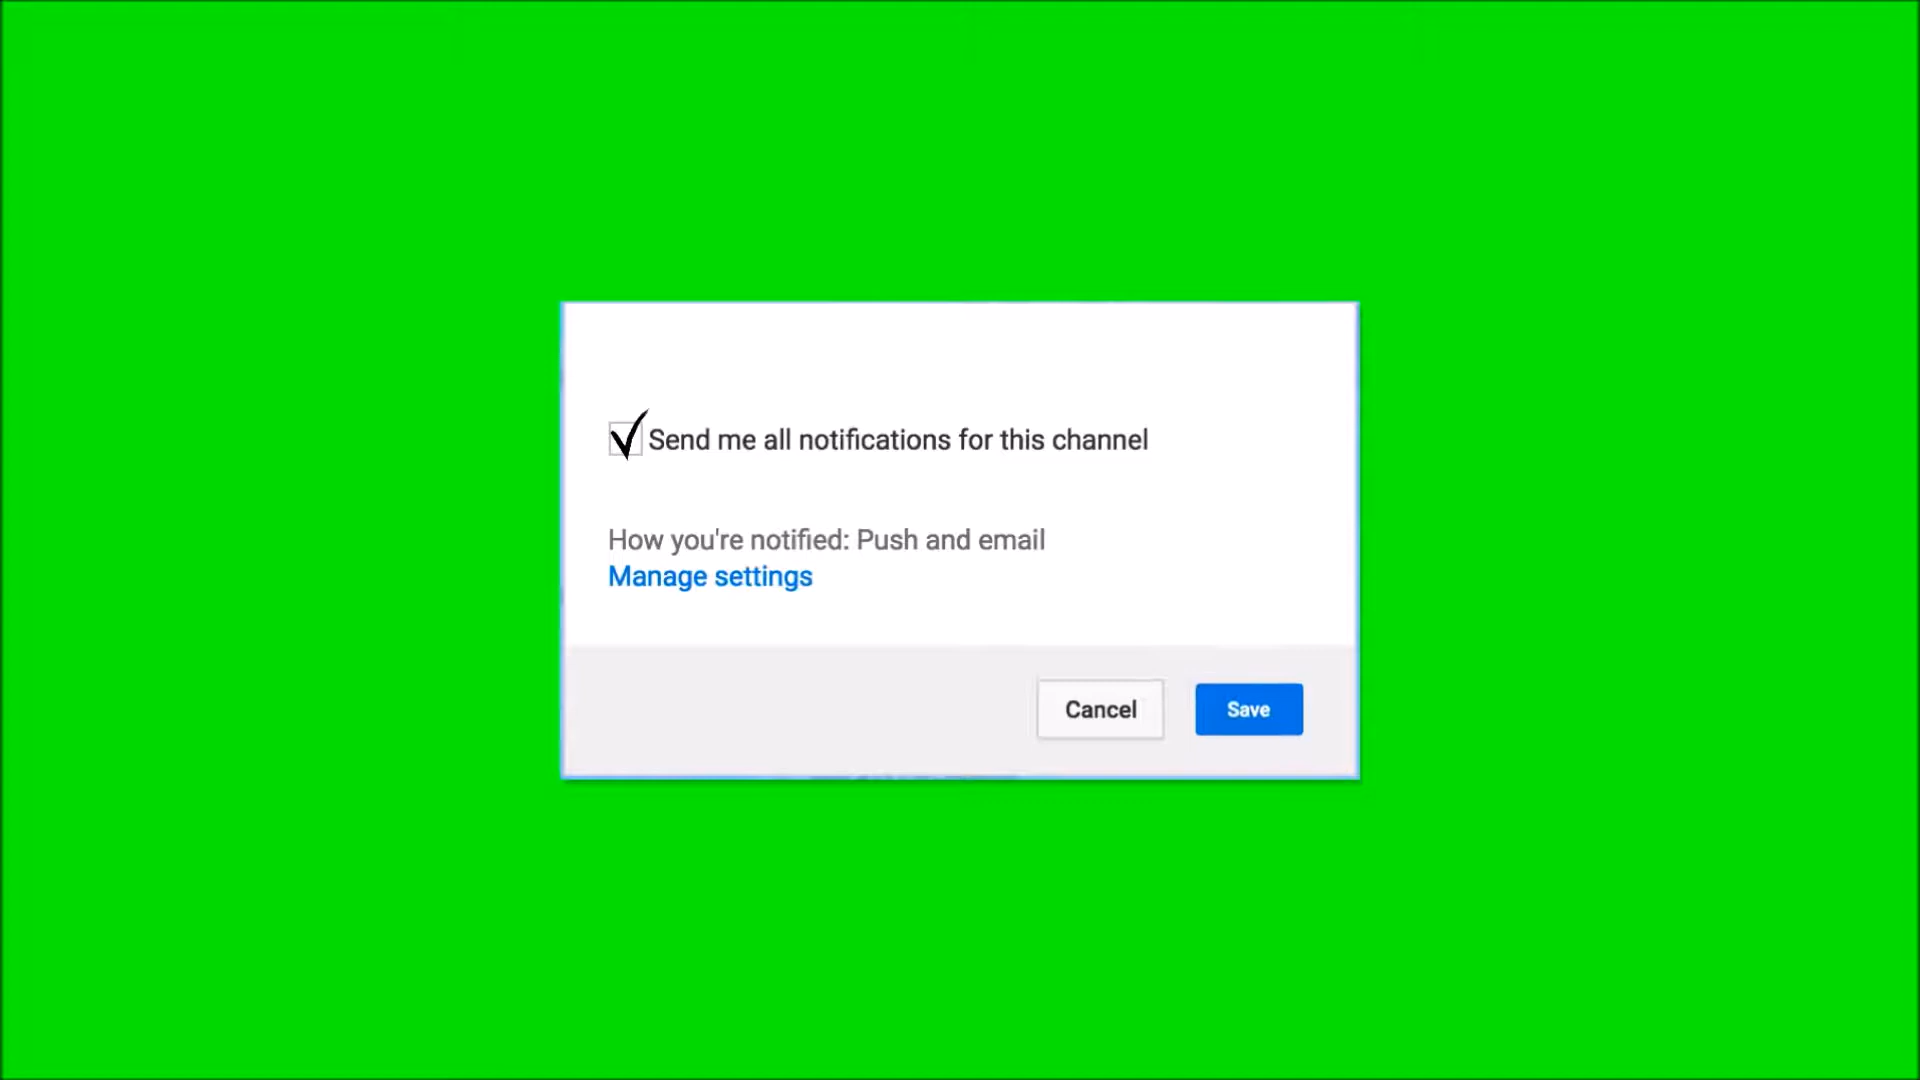 Send me all notifications for this channel
How you're notified: Push and email
Manage settings
Cancel
Save